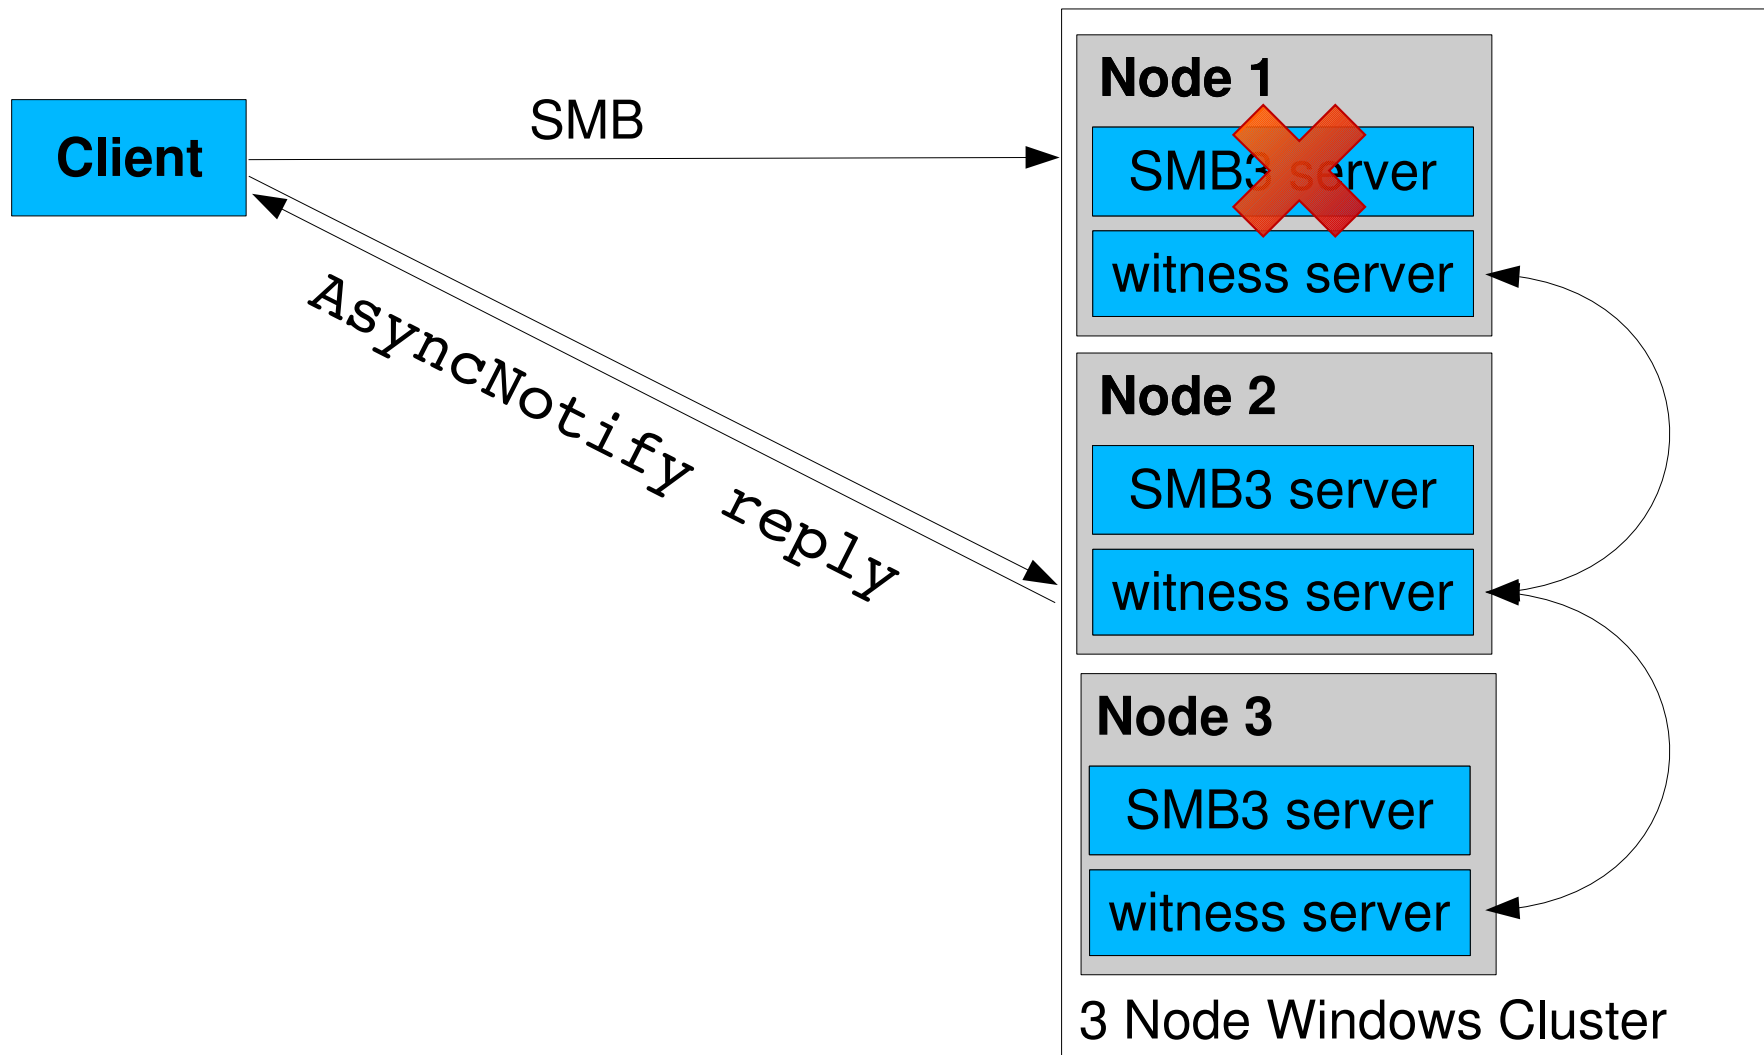 Client
SMB
AsyncNotify reply
Node 1
SMB3 server
witness server
Node 2
SMB3 server
witness server
Node 3
SMB3 server
witness server
3 Node Windows Cluster